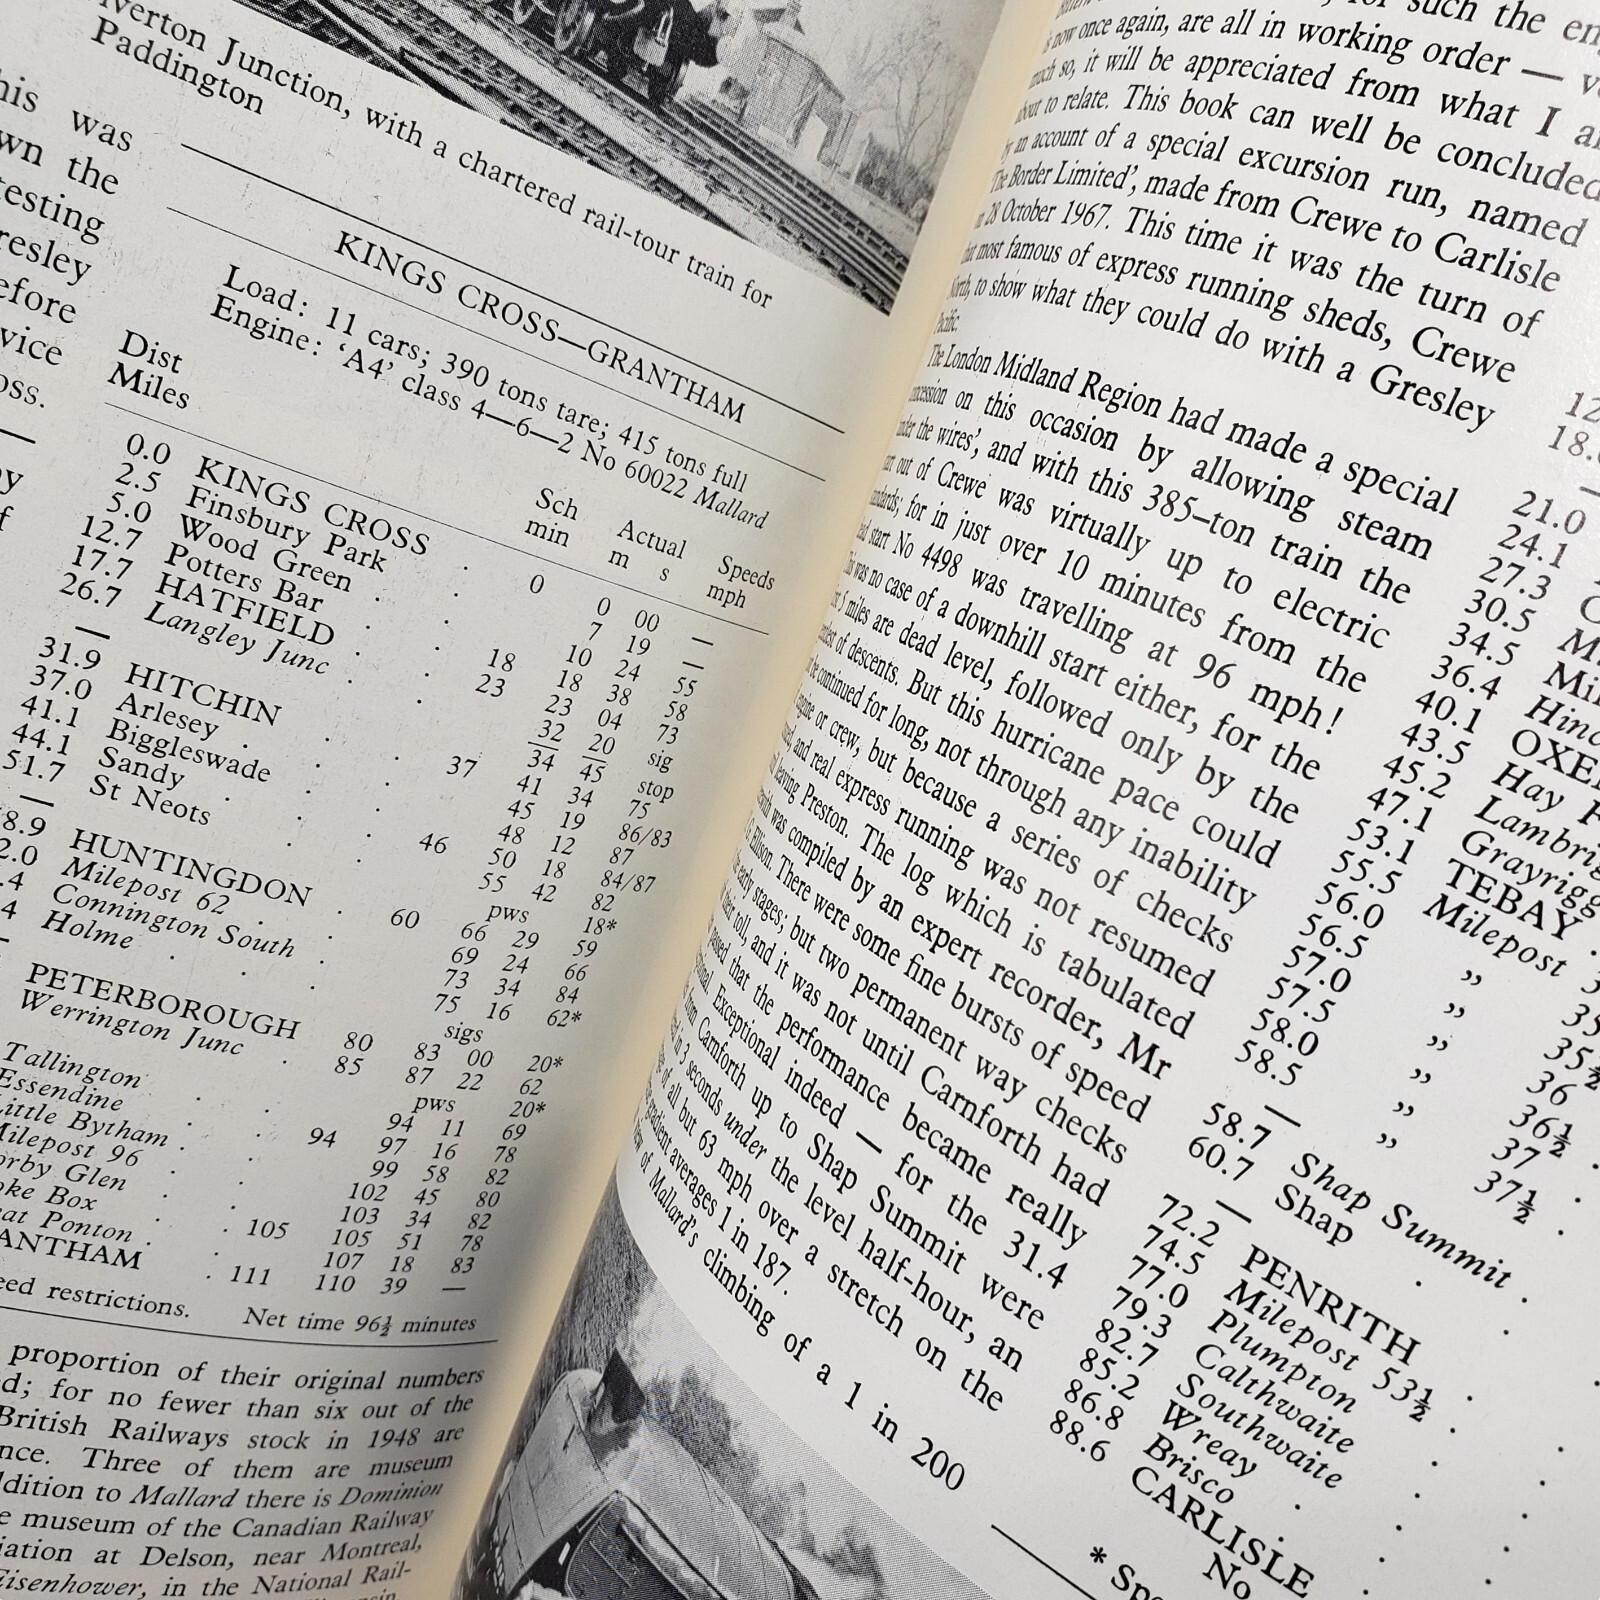 verton Junction, with a chartered rail-tour train for
Paddington
his was
wn the
testing
resley
efore
vice
oss.
KINGS CROSS—GRANTHAM
Load: 11 cars; 390 tons tare; 415 tons full
Engine: ‘A4’ class 4—6—2 No 60022 Mallard
Dist Sch Actual Speeds
Miles min m s mph
0.0 KINGS CROSS . 0 0 00 —
2.5 Finsbury Park . 7 19 —
5.0 Wood Green . . 10 24 55
12.7 Potters Bar . . 18 18 38 58
17.7 HATFIELD . . 23 23 04 73
26.7 Langley Junc . . 32 20 sig
— 34 45 stop
31.9 HITCHIN . . 37 41 34 75
37.0 Arlesey . . . 45 19 86/83
41.1 Biggleswade . . 48 12 87
44.1 Sandy . . . 46 50 18 84/87
51.7 St Neots . . 55 42 82
— pws 18*
8.9 HUNTINGDON . 60 66 29 59
2.0 Milepost 62 . . 69 24 66
.4 Connington South . 73 34 84
4 Holme . . . 75 16 62*
— sigs
PETERBOROUGH 80 83 00 20*
Werrington Junc . 85 87 22 62
pws 20*
Tallington . . 94 11 69
Essendine . . 94 97 16 78
Little Bytham . . 99 58 82
Milepost 96 . . 102 45 80
orby Glen . . 103 34 82
oke Box . . 105 105 51 78
eat Ponton . . 107 18 83
ANTHAM . 111 110 39 —
eed restrictions. Net time 96½ minutes
proportion of their original numbers
d; for no fewer than six out of the
British Railways stock in 1948 are
nce. Three of them are museum
ddition to Mallard there is Dominion
e museum of the Canadian Railway
iation at Delson, near Montreal,
Eisenhower, in the National Rail-
for such the en
now once again, are all in working order — ve
much so, it will be appreciated from what I a
about to relate. This book can well be concluded
by an account of a special excursion run, named
‘The Border Limited’, made from Crewe to Carlisle
on 28 October 1967. This time it was the turn of
that most famous of express running sheds, Crewe
North, to show what they could do with a Gresley
Pacific.
The London Midland Region had made a special
concession on this occasion by allowing steam
‘under the wires’, and with this 385–ton train the
start out of Crewe was virtually up to electric
standards; for in just over 10 minutes from the
dead start No 4498 was travelling at 96 mph!
This was no case of a downhill start either, for the
first 5 miles are dead level, followed only by the
gentlest of descents. But this hurricane pace could
not be continued for long, not through any inability
of engine or crew, but because a series of checks
and real express running was not resumed
until leaving Preston. The log which is tabulated
herewith was compiled by an expert recorder, Mr
Ellison. There were some fine bursts of speed
early stages; but two permanent way checks
their toll, and it was not until Carnforth had
passed that the performance became really
Exceptional indeed — for the 31.4
from Carnforth up to Shap Summit were
in 3 seconds under the level half-hour, an
of all but 63 mph over a stretch on the
gradient averages 1 in 187.
view of Mallard’s climbing of a 1 in 200
12.
18.
—
21.0
24.1
27.3
30.5
34.5
36.4 Mi
40.1 Hinc
43.5 OXE
45.2 Hay F
47.1 Lambrig
53.1 Grayrigg
55.5 TEBAY .
56.0 Milepost
56.5 ”
57.0 ” 35
57.5 ” 35½
58.0 ” 36
58.5 ” 36½
— 37
37½
58.7 Shap Summit .
60.7 Shap .
—
72.2 PENRITH .
74.5 Milepost 53½ .
77.0 Plumpton .
79.3 Calthwaite .
82.7 Southwaite .
85.2 Wreay .
86.8 Brisco .
88.6 CARLISLE .
No
* Spe